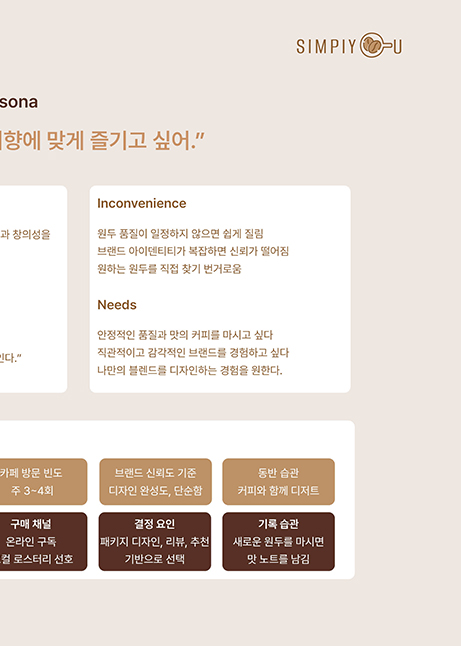 SIMPIY U
sona
향에 맞게 즐기고 싶어.”
과 창의성을
인다.”
Inconvenience
원두 품질이 일정하지 않으면 쉽게 질림
브랜드 아이덴티티가 복잡하면 신뢰가 떨어짐
원하는 원두를 직접 찾기 번거로움
Needs
안정적인 품질과 맛의 커피를 마시고 싶다
직관적이고 감각적인 브랜드를 경험하고 싶다
나만의 블렌드를 디자인하는 경험을 원한다.
카페 방문 빈도
주 3~4회
브랜드 신뢰도 기준
디자인 완성도, 단순함
동반 습관
커피와 함께 디저트
구매 채널
온라인 구독
컬 로스터리 선호
결정 요인
패키지 디자인, 리뷰, 추천
기반으로 선택
기록 습관
새로운 원두를 마시면
맛 노트를 남김